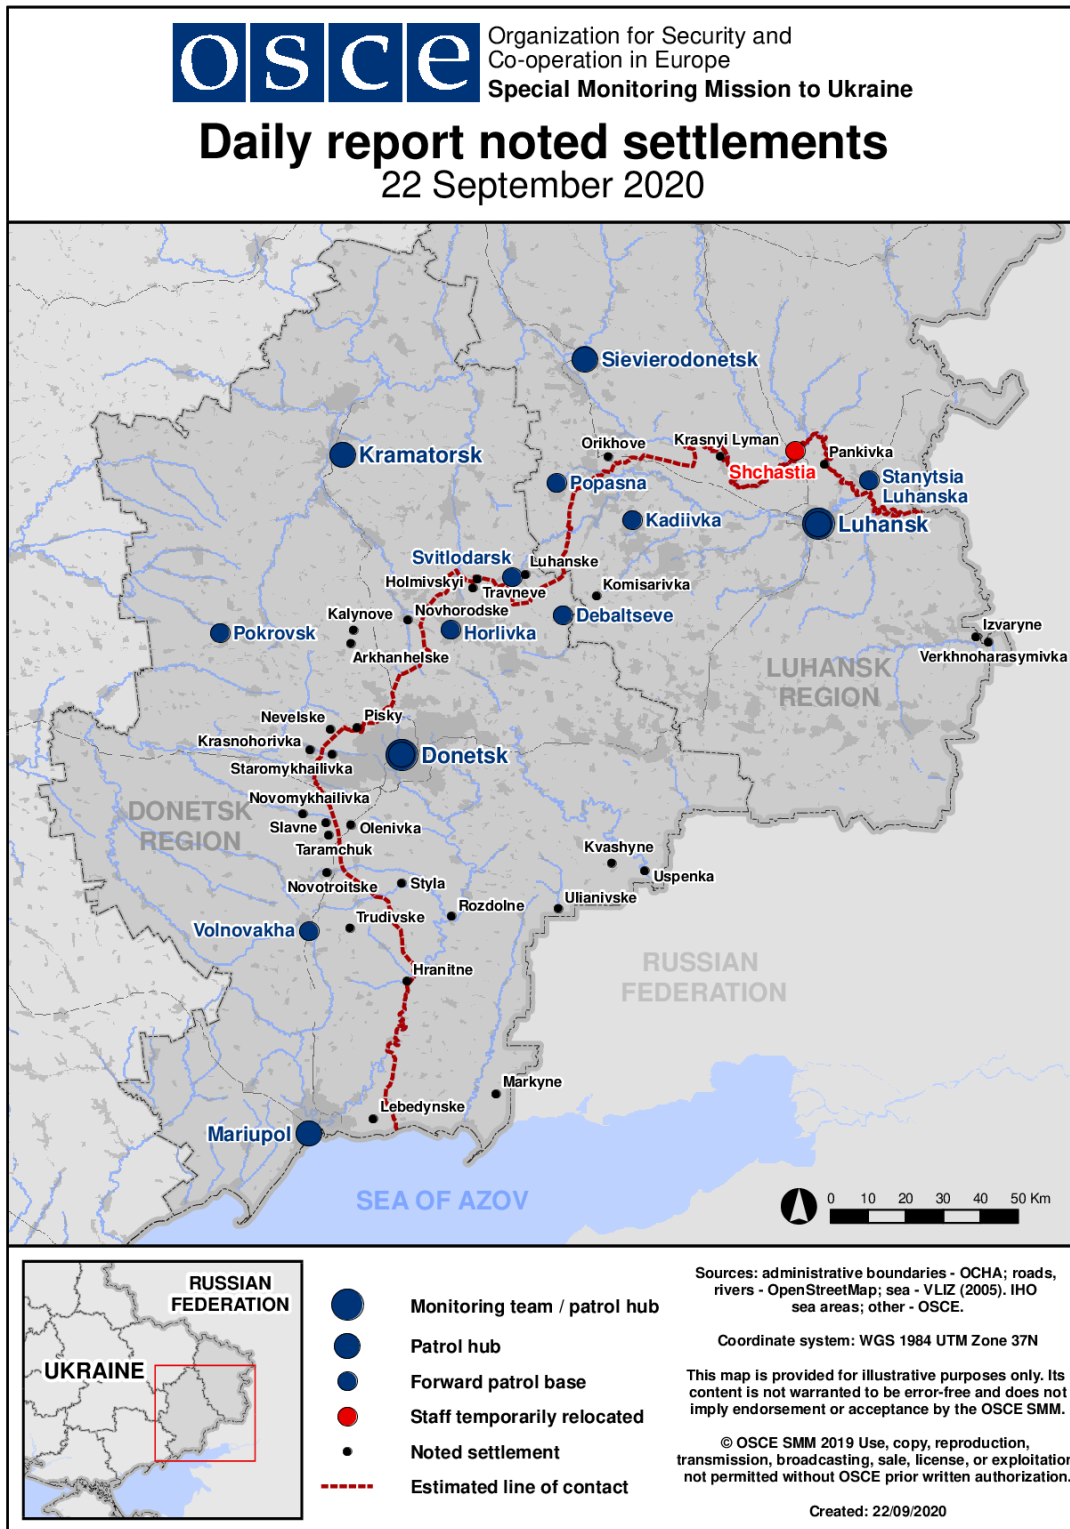 osce
Organization for Security and
Co-operation in Europe
Special Monitoring Mission to Ukraine
Daily report noted settlements
22 September 2020
Sievierodonetsk
Kramatorsk
Orikhove
Krasnyi Lyman
Pankivka
Shchastia
Popasna
Stanytsia
Luhanska
Kadiivka
Luhansk
Svitlodarsk
Luhanske
Holmivskyi
Travneve
Komisarivka
Kalynove
Novhorodske
Debaltseve
Pokrovsk
Horlivka
Izvaryne
Arkhanhelske
Verkhnoharasymivka
LUHANSK
REGION
Nevelske
Pisky
Krasnohorivka
Donetsk
Staromykhailivka
Novomykhailivka
DONETSK
REGION
Slavne
Olenivka
Taramchuk
Kvashyne
Uspenka
Novotroitske
Styla
Ulianivske
Rozdolne
Trudivske
Volnovakha
Hranitne
RUSSIAN
FEDERATION
Markyne
Lebedynske
Mariupol
SEA OF AZOV
0 10 20 30 40 50 Km
RUSSIAN
FEDERATION
UKRAINE
Monitoring team / patrol hub
Patrol hub
Forward patrol base
Staff temporarily relocated
Noted settlement
Estimated line of contact
Sources: administrative boundaries - OCHA; roads,
rivers - OpenStreetMap; sea - VLIZ (2005). IHO
sea areas; other - OSCE.
Coordinate system: WGS 1984 UTM Zone 37N
This map is provided for illustrative purposes only. Its
content is not warranted to be error-free and does not
imply endorsement or acceptance by the OSCE SMM.
© OSCE SMM 2019 Use, copy, reproduction,
transmission, broadcasting, sale, license, or exploitation
not permitted without OSCE prior written authorization.
Created: 22/09/2020